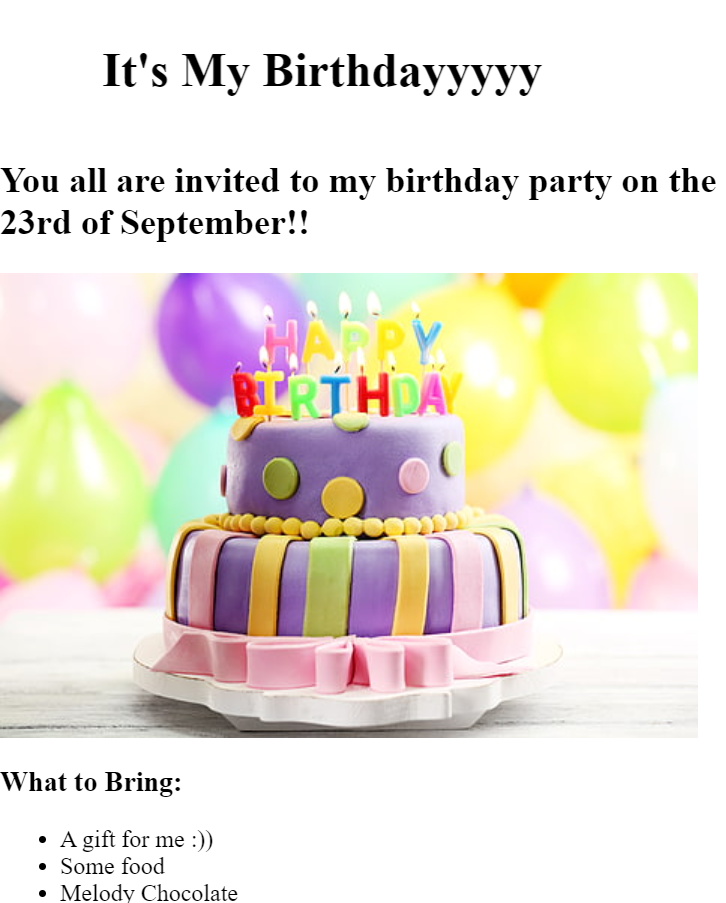 It's My Birthdayyyyy
You all are invited to my birthday party on the
23rd of September!!
HAPPY
BIRTHDAY
What to Bring:
• A gift for me :))
• Some food
• Melody Chocolate